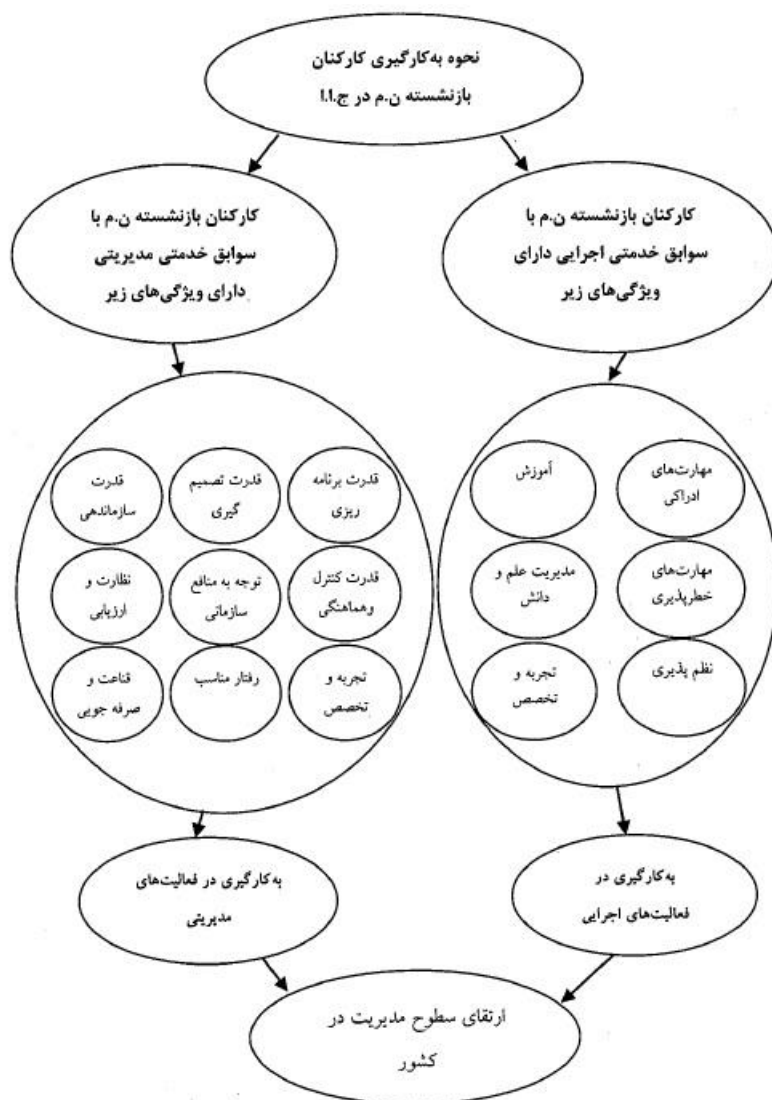 نحوه به‌کارگیری کارکنان
بازنشسته ن.م در ج.ا.ا
کارکنان بازنشسته ن.م با
سوابق خدمتی اجرایی دارای
ویژگی‌های زیر
کارکنان بازنشسته ن.م با
سوابق خدمتی مدیریتی
دارای ویژگی‌های زیر
مهارت‌های
ادراکی
آموزش
مهارت‌های
خطرپذیری
مدیریت علم و
دانش
نظم پذیری
تجربه و
تخصص
قدرت برنامه
ریزی
قدرت تصمیم
گیری
قدرت
سازماندهی
قدرت کنترل
وهماهنگی
توجه به منافع
سازمانی
نظارت و
ارزیابی
تجربه و
تخصص
رفتار مناسب
قناعت و
صرفه جویی
به‌کارگیری در
فعالیت‌های اجرایی
به‌کارگیری در فعالیت‌های
مدیریتی
ارتقای سطوح مدیریت در
کشور